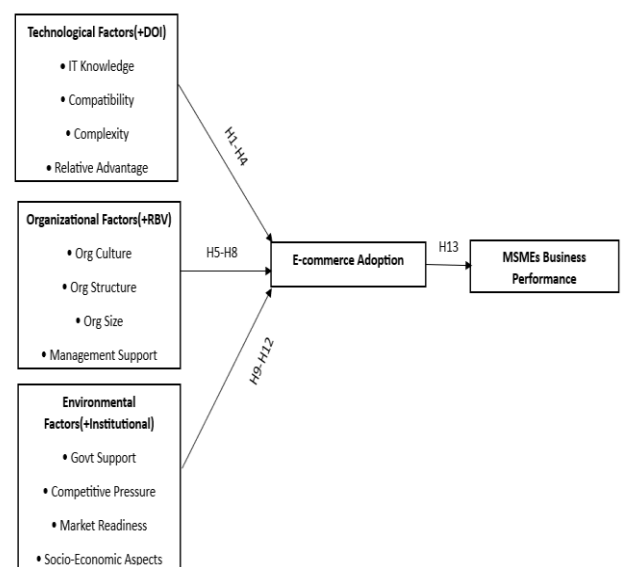 Technological Factors(+DOI)
• IT Knowledge
• Compatibility
• Complexity
• Relative Advantage
H1-H4
Organizational Factors(+RBV)
• Org Culture
• Org Structure
• Org Size
• Management Support
H5-H8
E-commerce Adoption
H13
MSMEs Business
Performance
Environmental
Factors(+Institutional)
• Govt Support
• Competitive Pressure
• Market Readiness
• Socio-Economic Aspects
H9-H12